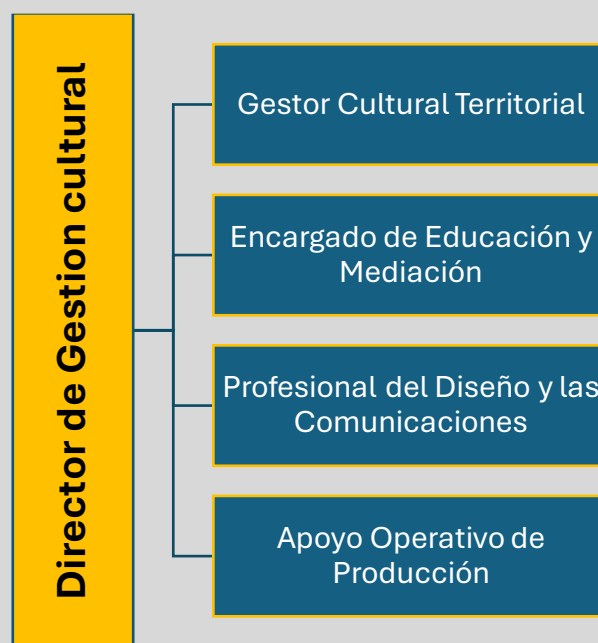 Director de Gestion cultural
Gestor Cultural Territorial
Encargado de Educación y
Mediación
Profesional del Diseño y las
Comunicaciones
Apoyo Operativo de
Producción